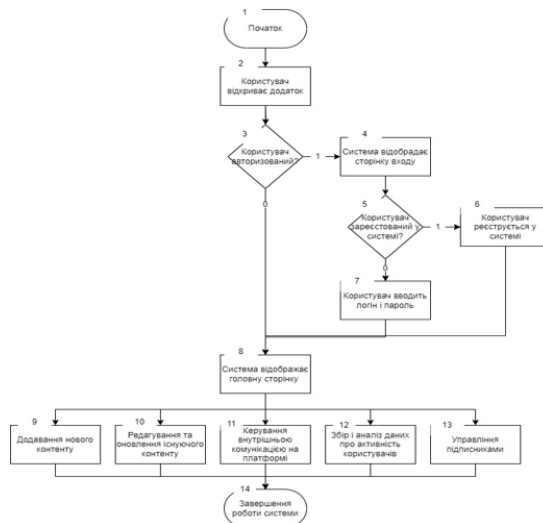 1
Початок
2
Користувач
відкриває додаток
3
Користувач
авторизований?
1
0
4
Система відобрадає
сторінку входу
5
Користувач
зареєстований у
системі?
1
0
6
Користувач
реєструється у
системі
7
Користувач вводить
логін і пароль
8
Система відображає
головну сторінку
9
Додавання нового
контенту
10
Редагування та
оновлення існуючого
контенту
11
Керування
внутрішньою
комунікацією на
платформі
12
Збір і аналіз даних
про активність
користувачів
13
Управління
підписниками
14
Завершення
роботи системи